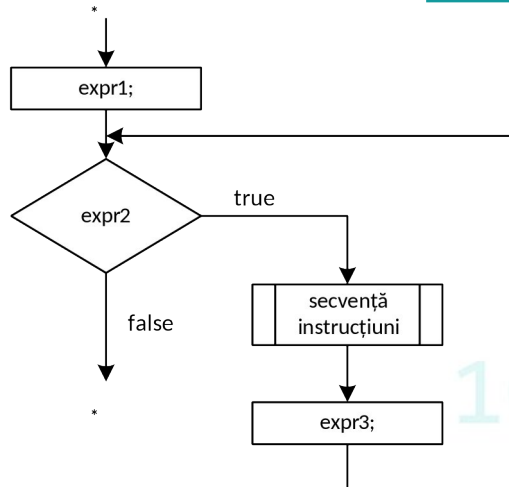 *
expr1;
expr2
true
secvență
instrucțiuni
false
expr3;
*